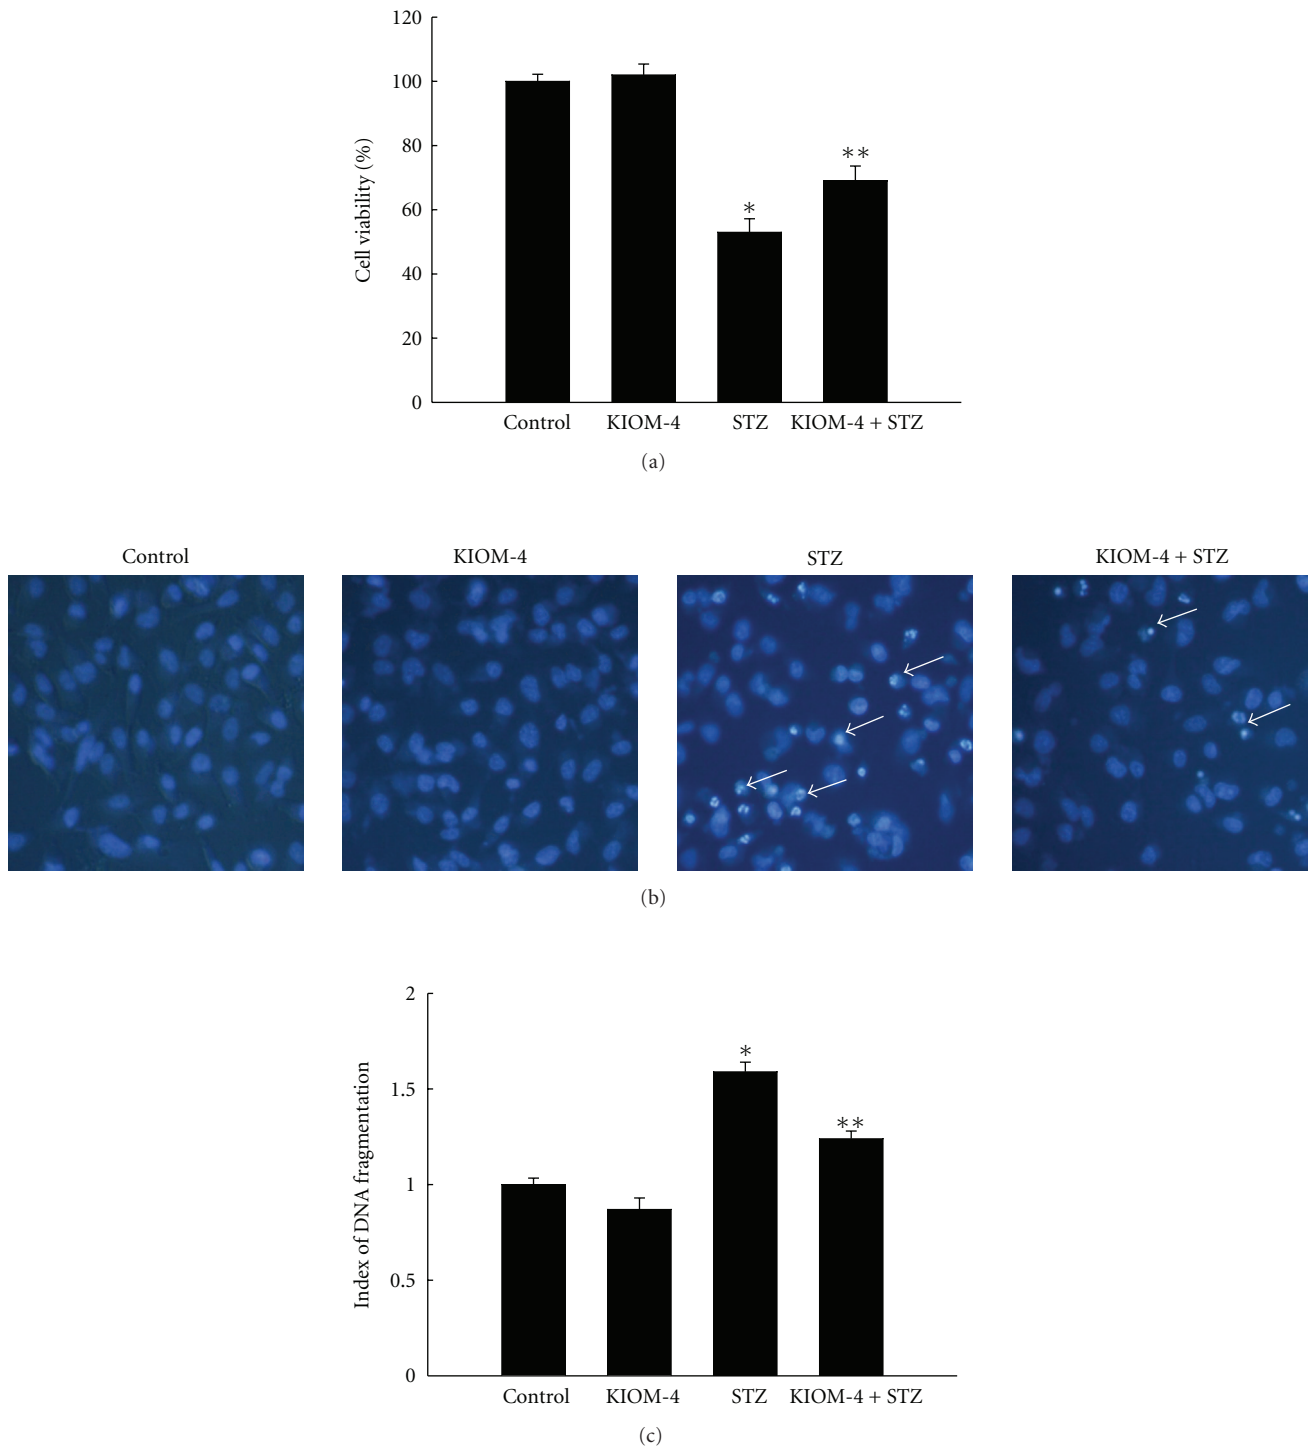 120
100
80
60
40
20
0
Cell viability (%)
*
**
Control KIOM-4 STZ KIOM-4 + STZ
(a)
Control KIOM-4 STZ KIOM-4 + STZ
(b)
2
1.5
1
0.5
0
Index of DNA fragmentation
*
**
Control KIOM-4 STZ KIOM-4 + STZ
(c)